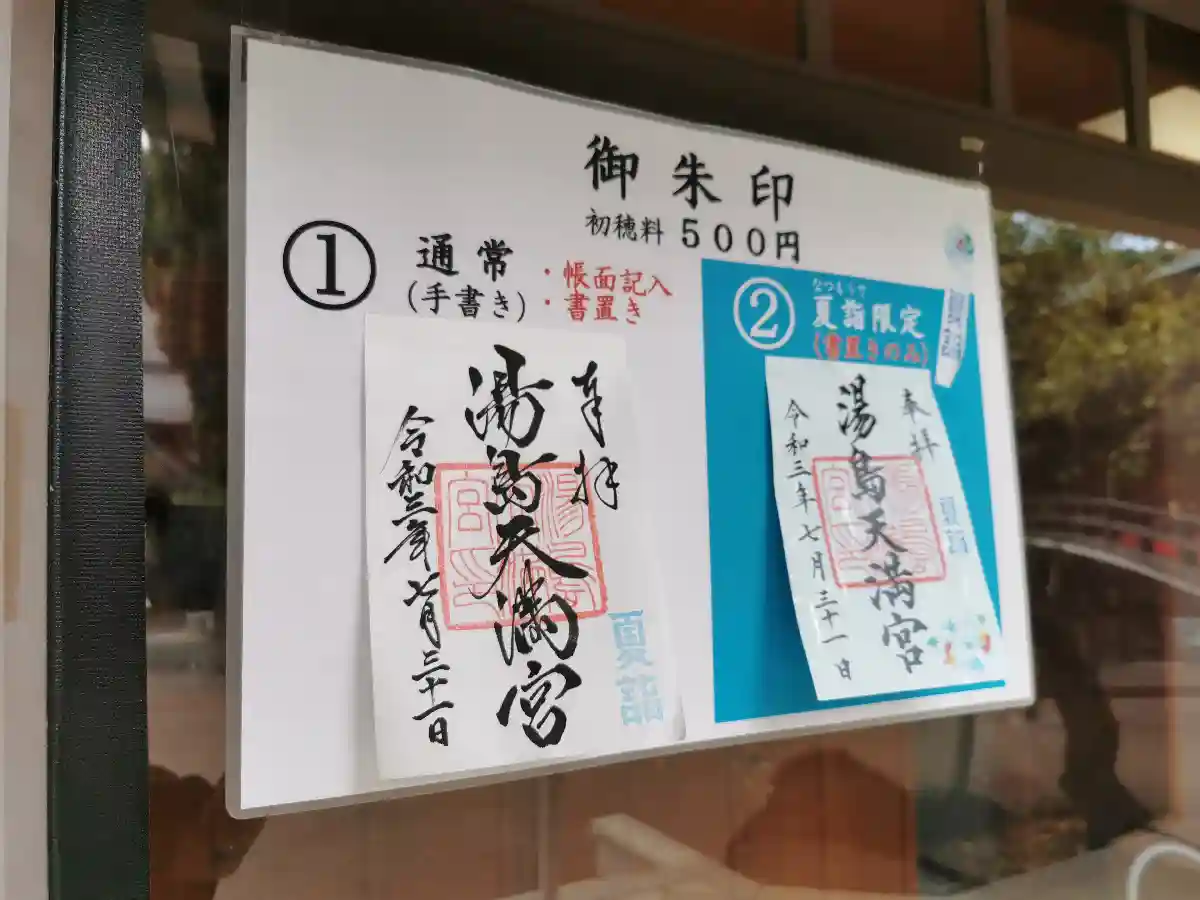 御朱印
初穂料 500円
① 通常
(手書き)
・帳面記入
・書置き
奉拝
湯島天満宮
令和三年七月三十一日
夏詣
② 夏詣限定
なつもうで
(書置きのみ)
夏詣
奉拝
湯島天満宮
令和三年七月三十一日
夏詣